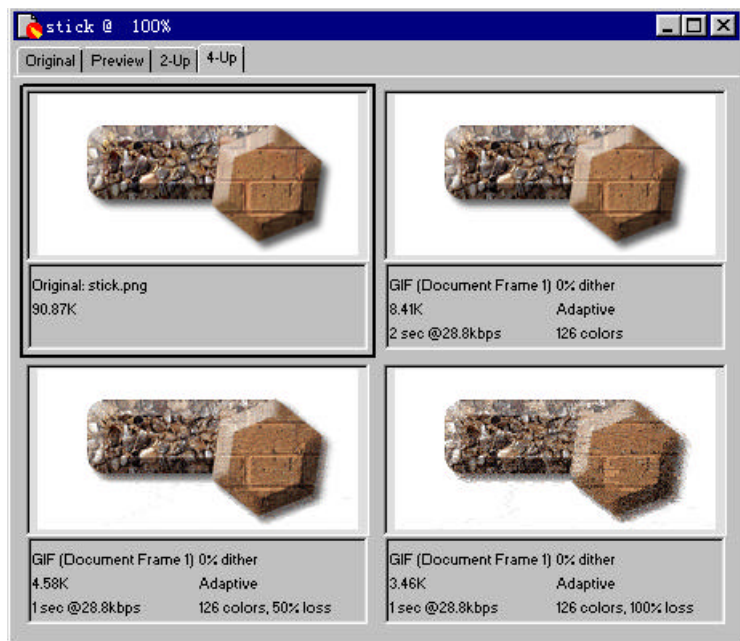 stick @ 100%
Original Preview 2-Up 4-Up
Original: stick.png
90.87K
GIF (Document Frame 1) 0% dither
8.41K Adaptive
2 sec @28.8kbps 126 colors
GIF (Document Frame 1) 0% dither
4.58K Adaptive
1 sec @28.8kbps 126 colors, 50% loss
GIF (Document Frame 1) 0% dither
3.46K Adaptive
1 sec @28.8kbps 126 colors, 100% loss